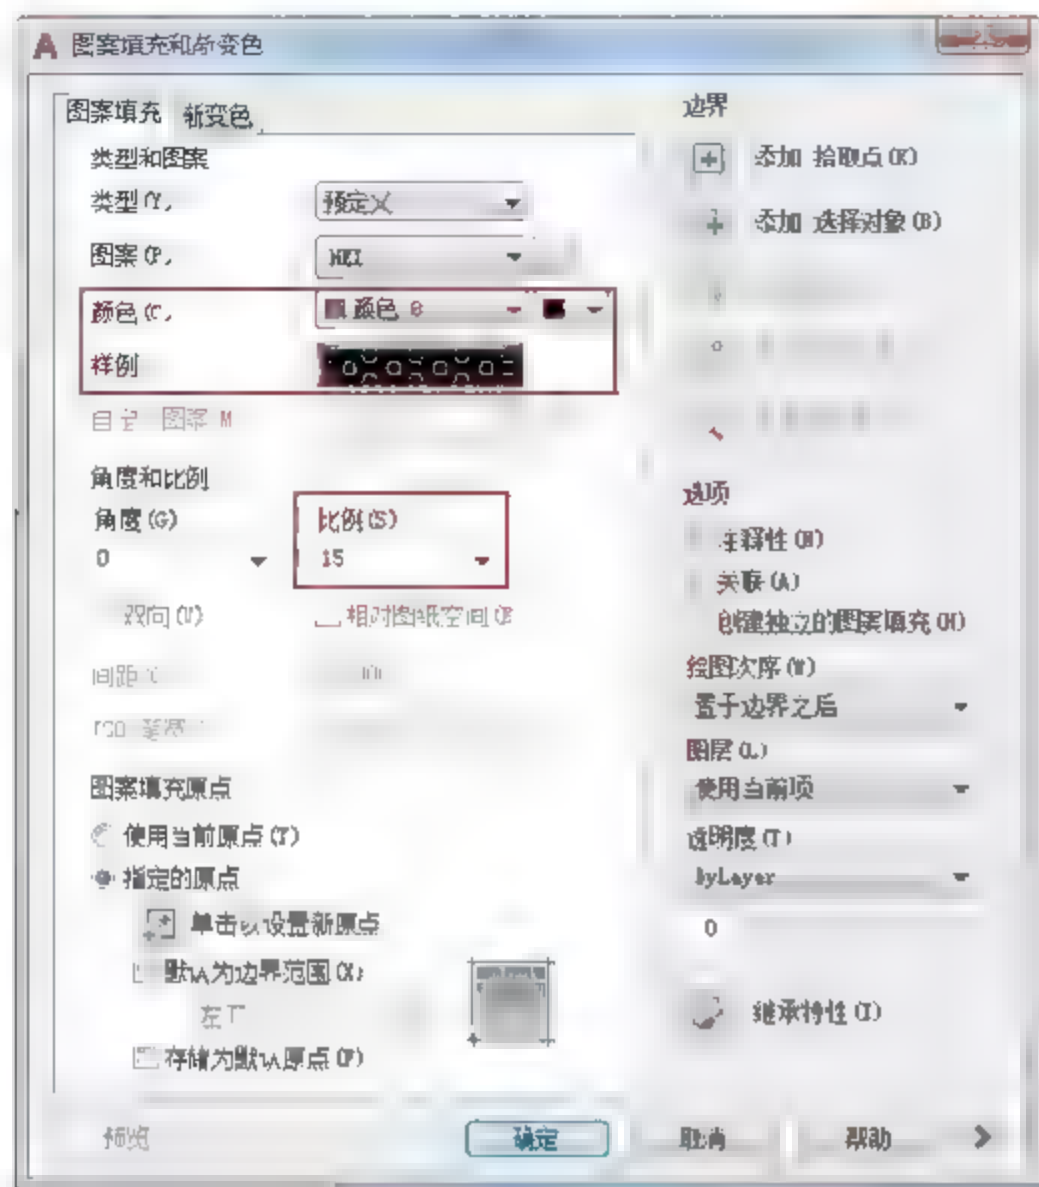 图案填充和渐变色
图案填充 渐变色
类型和图案
类型(Y)
预定义
图案(P)
颜色(C)
颜色 8
样例
图案
角度和比例
角度(G)
比例(S)
0
15
双向(U)
相对图纸空间(E
间距
ISO 笔宽
图案填充原点
使用当前原点(T)
指定的原点
单击以设置新原点
默认为边界范围(X)
左下
存储为默认原点(F)
预览
边界
添加 拾取点(K)
添加 选择对象(B)
选项
注释性(N)
关联(A)
创建独立的图案填充(H)
绘图次序(W)
置于边界之后
图层(L)
使用当前项
透明度(T)
ByLayer
0
继承特性(I)
确定
取消
帮助